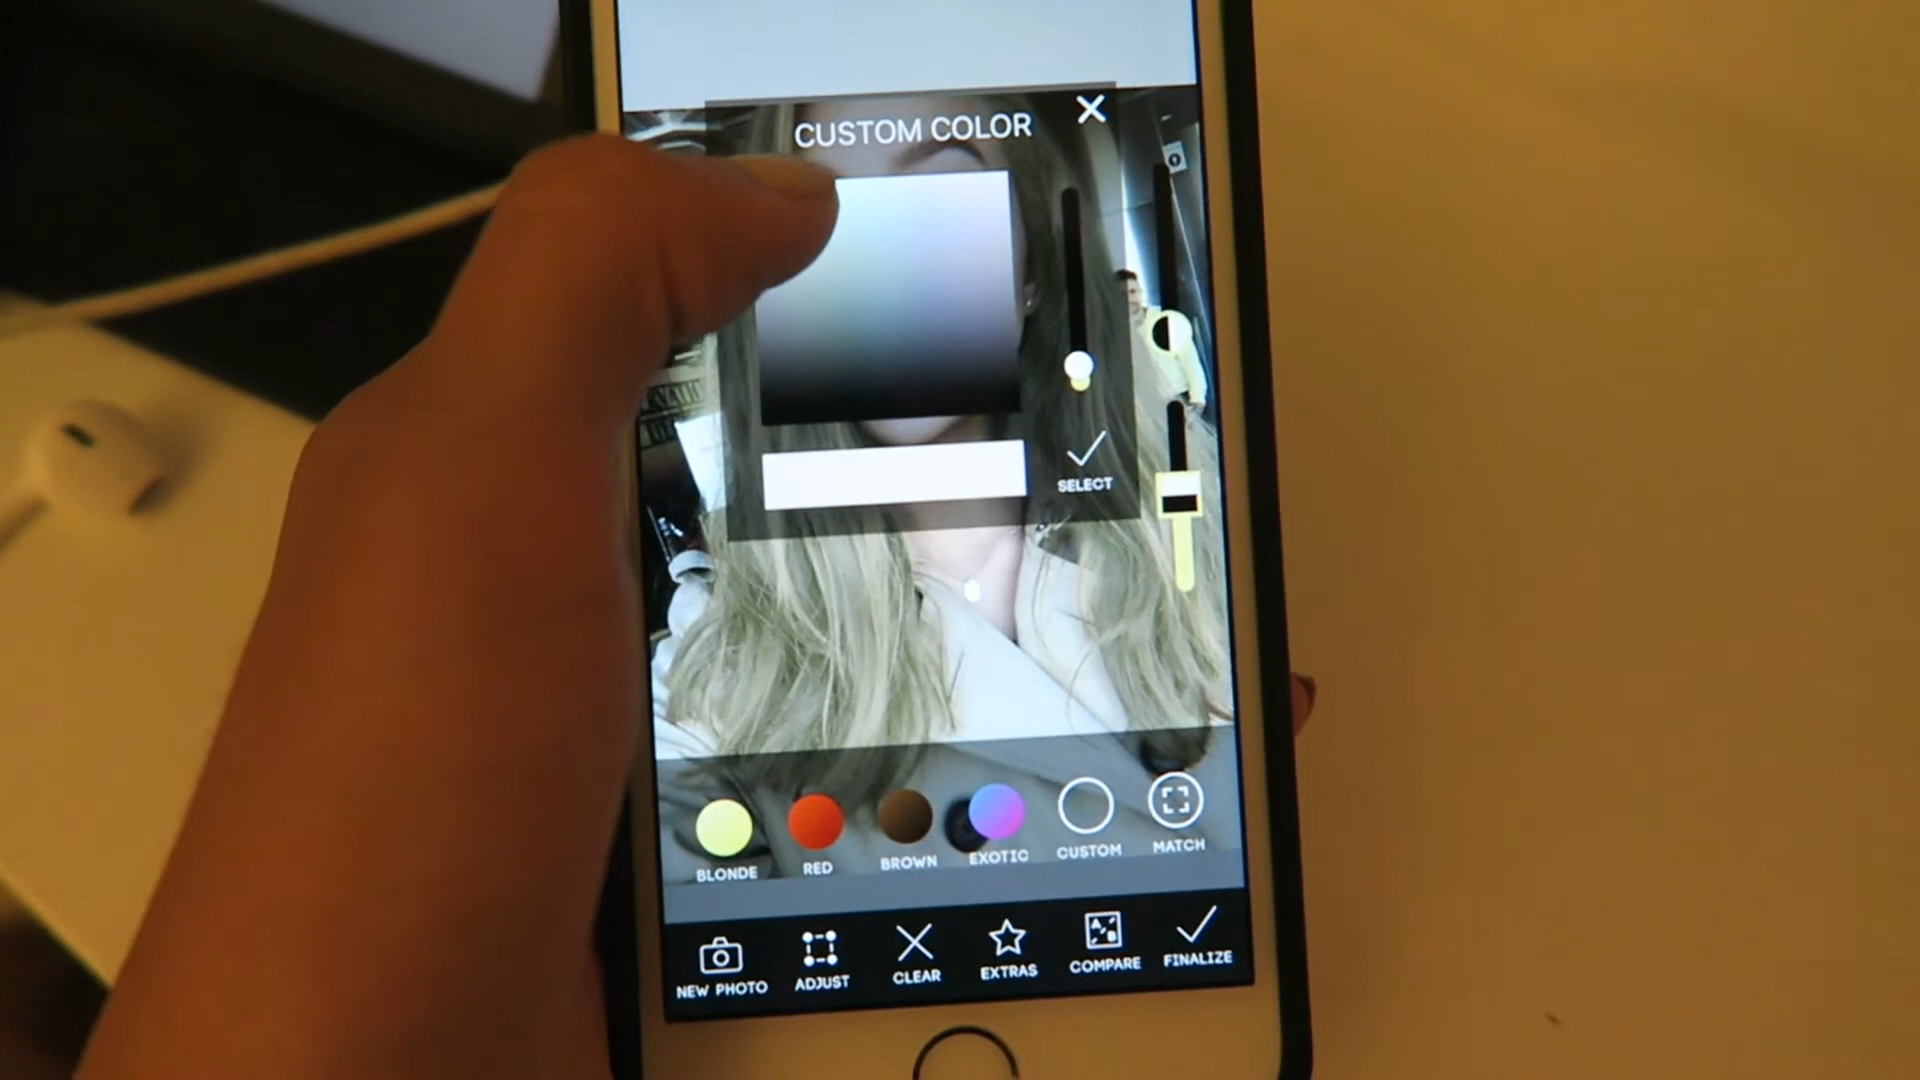 CUSTOM COLOR
SELECT
BLONDE
RED
BROWN
EXOTIC
CUSTOM
MATCH
NEW PHOTO
ADJUST
CLEAR
EXTRAS
COMPARE
FINALIZE